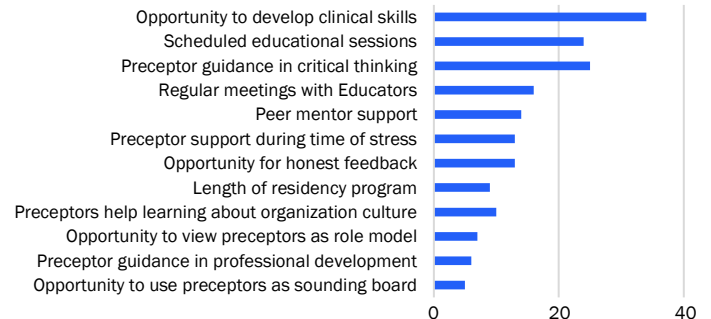 Opportunity to develop clinical skills
Scheduled educational sessions
Preceptor guidance in critical thinking
Regular meetings with Educators
Peer mentor support
Preceptor support during time of stress
Opportunity for honest feedback
Length of residency program
Preceptors help learning about organization culture
Opportunity to view preceptors as role model
Preceptor guidance in professional development
Opportunity to use preceptors as sounding board
0 20 40